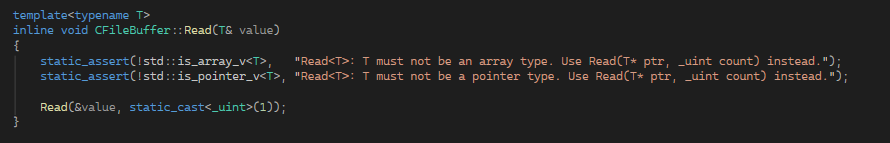 template<typename T>
inline void CFileBuffer::Read(T& value)
{
    static_assert(!std::is_array_v<T>,   "Read<T>: T must not be an array type. Use Read(T* ptr, _uint count) instead.");
    static_assert(!std::is_pointer_v<T>, "Read<T>: T must not be a pointer type. Use Read(T* ptr, _uint count) instead.");

    Read(&value, static_cast<_uint>(1));
}